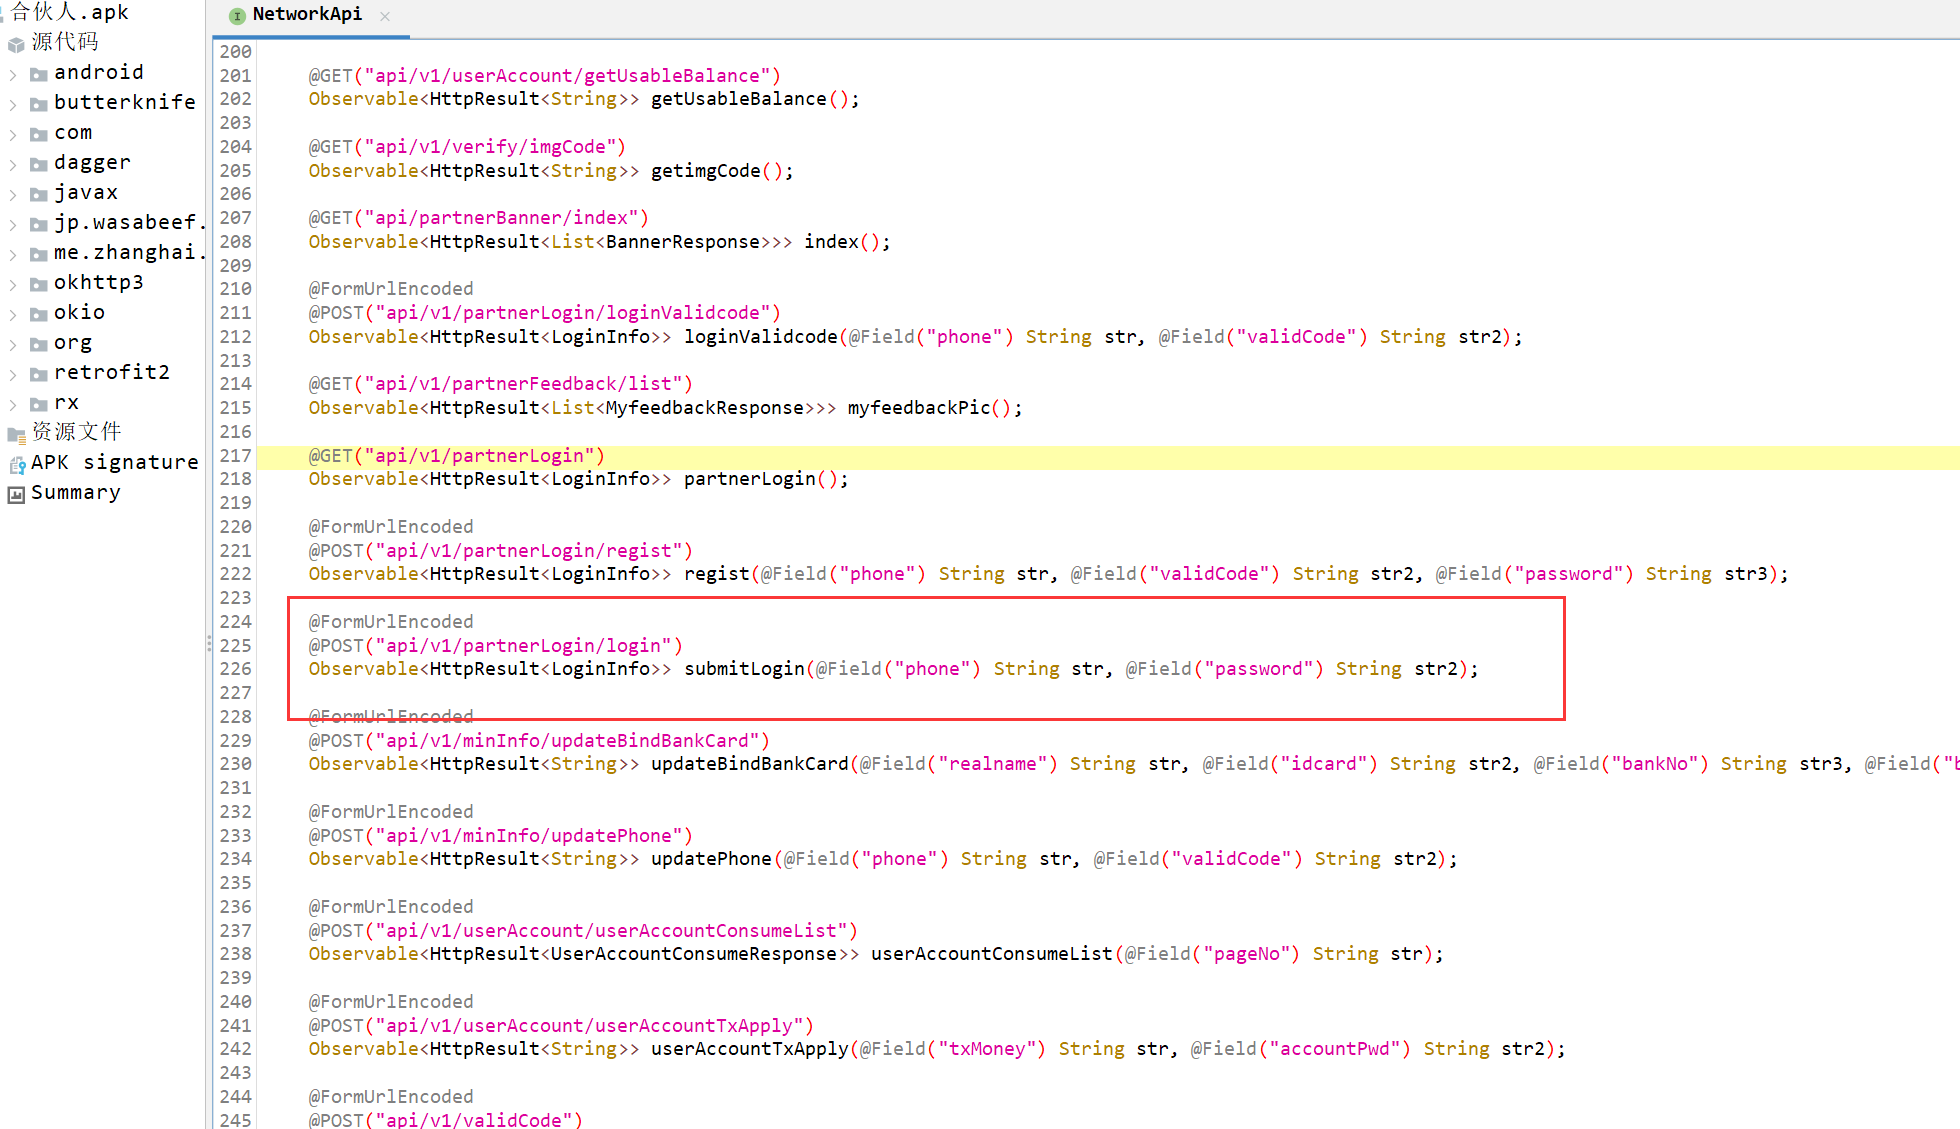 合伙人.apk
源代码
android
butterknife
com
dagger
javax
jp.wasabeef.
me.zhanghai.
okhttp3
okio
org
retrofit2
rx
资源文件
APK signature
Summary
NetworkApi
200
201 @GET("api/v1/userAccount/getUsableBalance")
202 Observable<HttpResult<String>> getUsableBalance();
203
204 @GET("api/v1/verify/imgCode")
205 Observable<HttpResult<String>> getimgCode();
206
207 @GET("api/partnerBanner/index")
208 Observable<HttpResult<List<BannerResponse>>> index();
209
210 @FormUrlEncoded
211 @POST("api/v1/partnerLogin/loginValidcode")
212 Observable<HttpResult<LoginInfo>> loginValidcode(@Field("phone") String str, @Field("validCode") String str2);
213
214 @GET("api/v1/partnerFeedback/list")
215 Observable<HttpResult<List<MyfeedbackResponse>>> myfeedbackPic();
216
217 @GET("api/v1/partnerLogin")
218 Observable<HttpResult<LoginInfo>> partnerLogin();
219
220 @FormUrlEncoded
221 @POST("api/v1/partnerLogin/regist")
222 Observable<HttpResult<LoginInfo>> regist(@Field("phone") String str, @Field("validCode") String str2, @Field("password") String str3);
223
224 @FormUrlEncoded
225 @POST("api/v1/partnerLogin/login")
226 Observable<HttpResult<LoginInfo>> submitLogin(@Field("phone") String str, @Field("password") String str2);
227
228 @FormUrlEncoded
229 @POST("api/v1/minInfo/updateBindBankCard")
230 Observable<HttpResult<String>> updateBindBankCard(@Field("realname") String str, @Field("idcard") String str2, @Field("bankNo") String str3, @Field("b
231
232 @FormUrlEncoded
233 @POST("api/v1/minInfo/updatePhone")
234 Observable<HttpResult<String>> updatePhone(@Field("phone") String str, @Field("validCode") String str2);
235
236 @FormUrlEncoded
237 @POST("api/v1/userAccount/userAccountConsumeList")
238 Observable<HttpResult<UserAccountConsumeResponse>> userAccountConsumeList(@Field("pageNo") String str);
239
240 @FormUrlEncoded
241 @POST("api/v1/userAccount/userAccountTxApply")
242 Observable<HttpResult<String>> userAccountTxApply(@Field("txMoney") String str, @Field("accountPwd") String str2);
243
244 @FormUrlEncoded
245 @POST("api/v1/validCode")